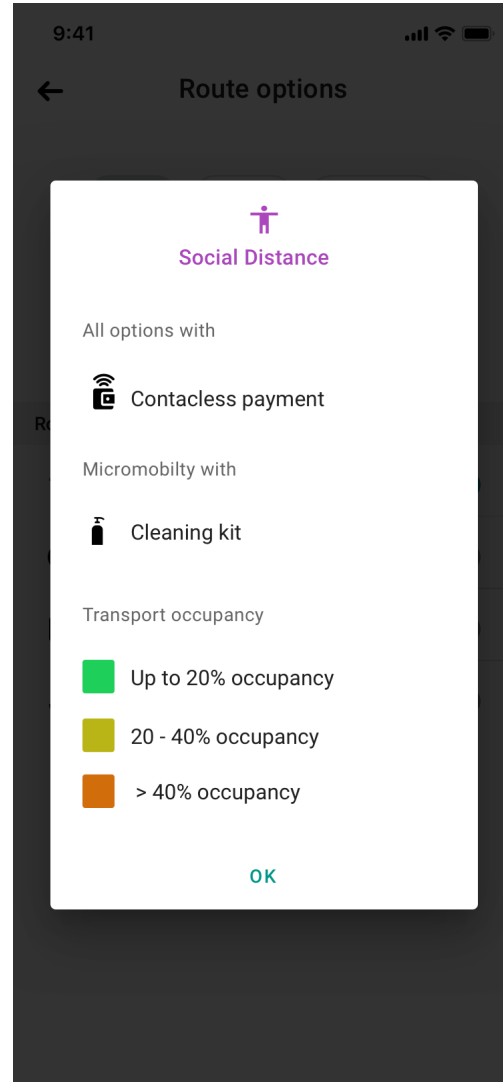 9:41
Route options
Social Distance
All options with
Contacless payment
Micromobilty with
Cleaning kit
Transport occupancy
Up to 20% occupancy
20 - 40% occupancy
> 40% occupancy
OK